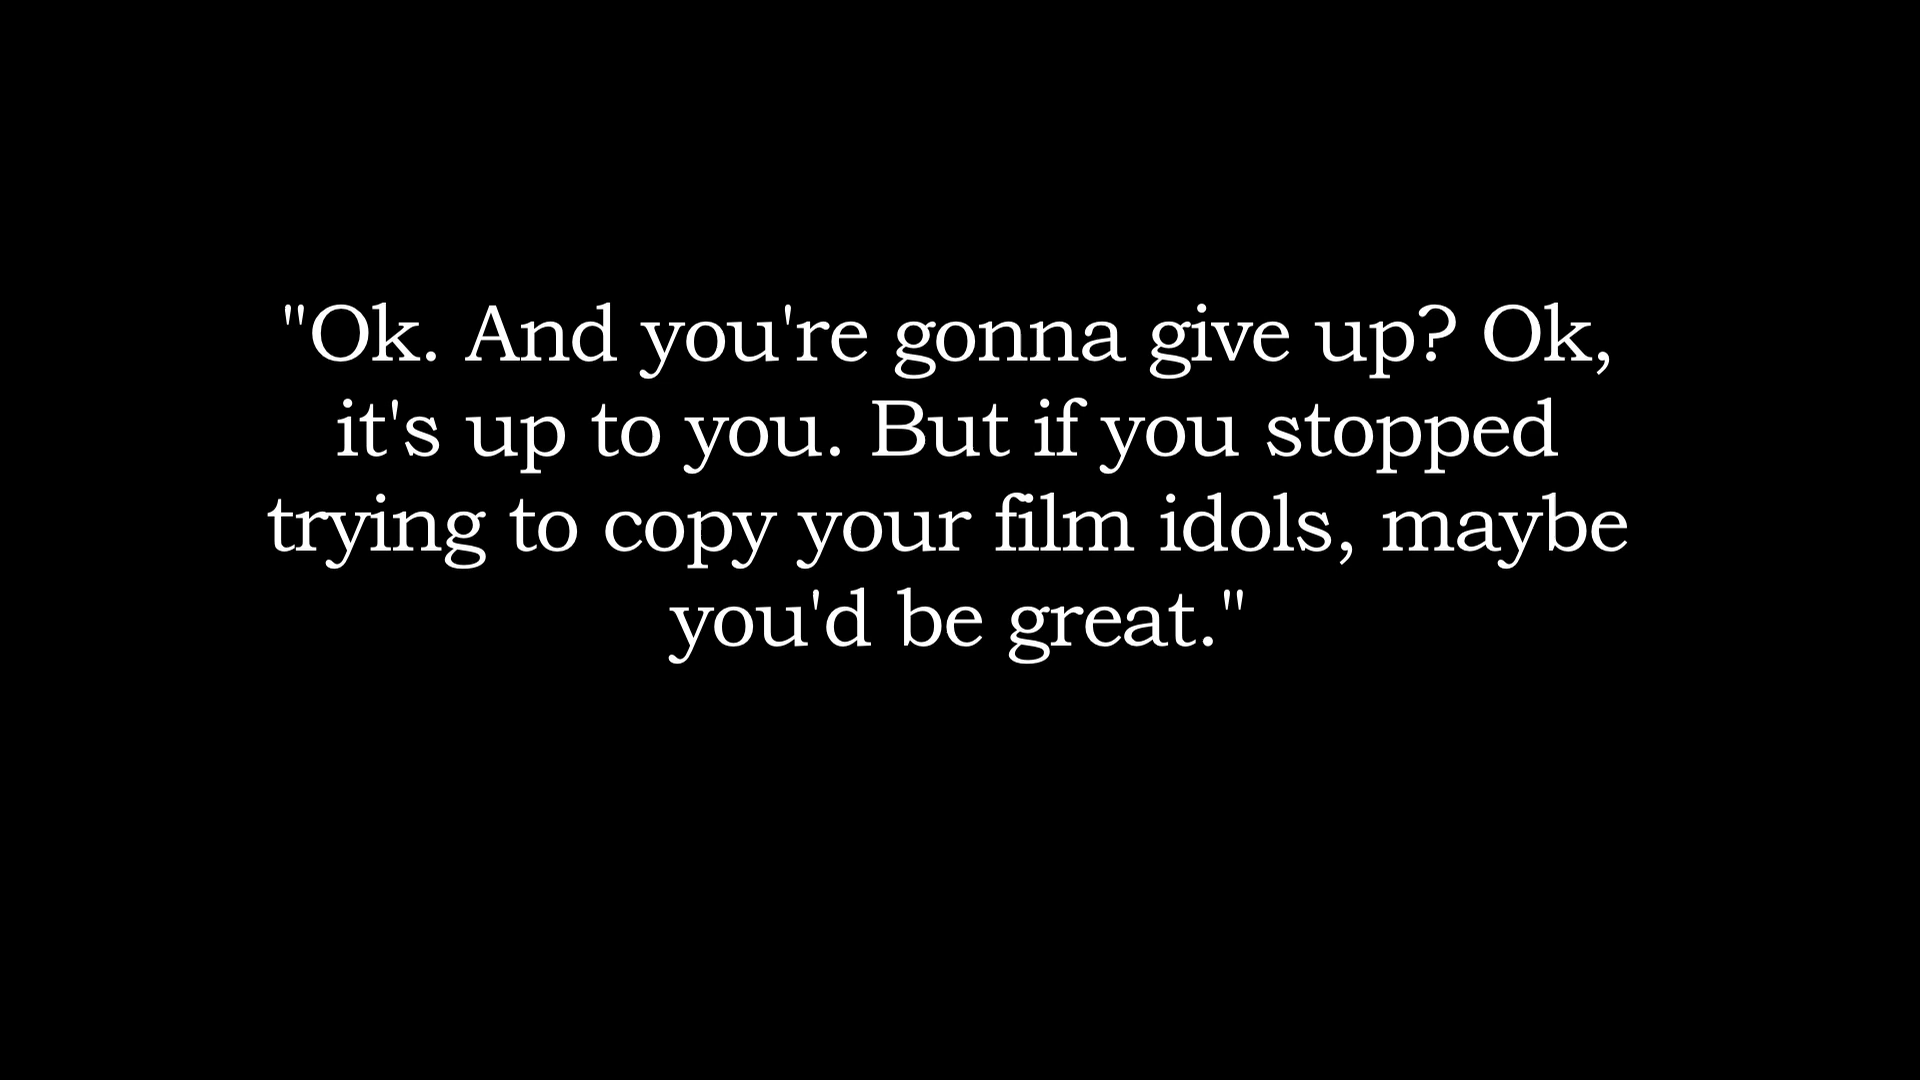 "Ok. And you're gonna give up? Ok,
it's up to you. But if you stopped
trying to copy your film idols, maybe
you'd be great."